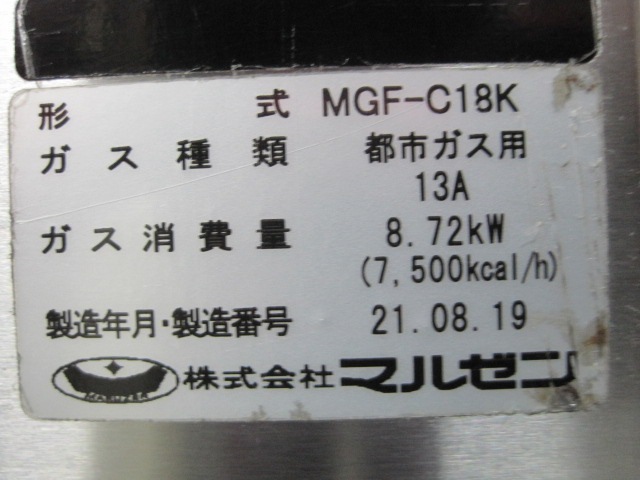 形式 MGF-C18K
ガス種類 都市ガス用
13A
ガス消費量 8.72kW
(7,500kcal/h)
製造年月・製造番号 21.08.19
株式会社マルゼン